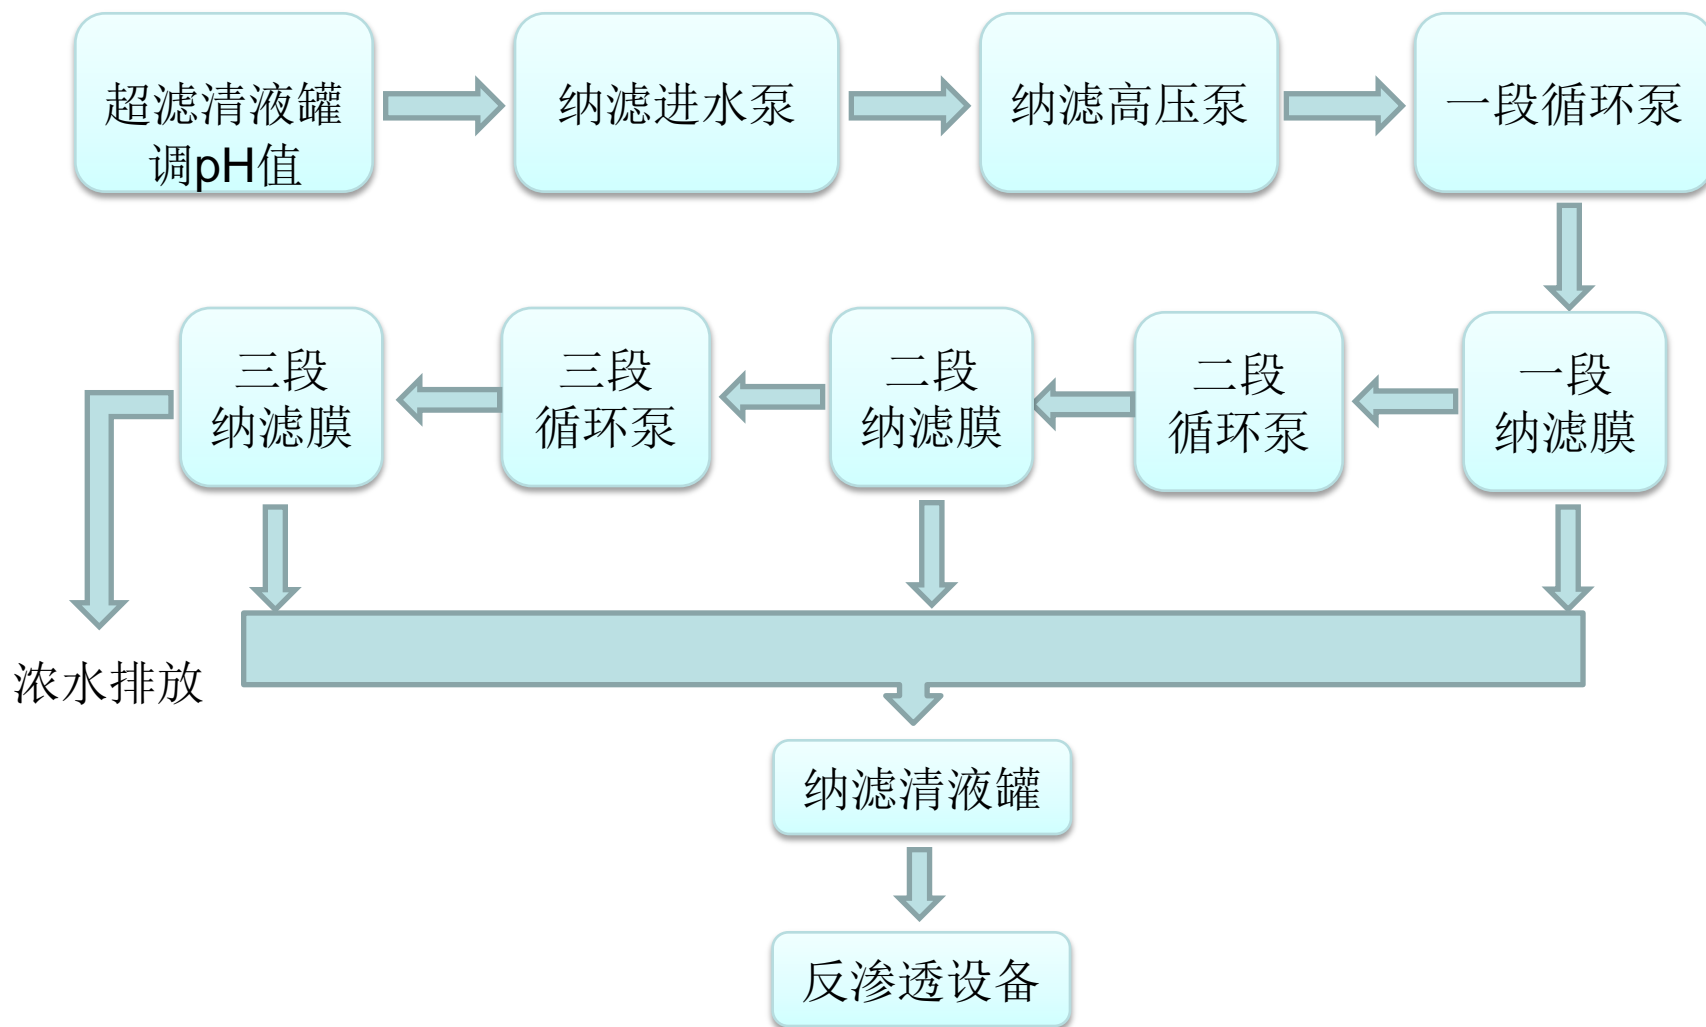 超滤清液罐
调pH值
纳滤进水泵
纳滤高压泵
一段循环泵
三段
纳滤膜
三段
循环泵
二段
纳滤膜
二段
循环泵
一段
纳滤膜
浓水排放
纳滤清液罐
反渗透设备